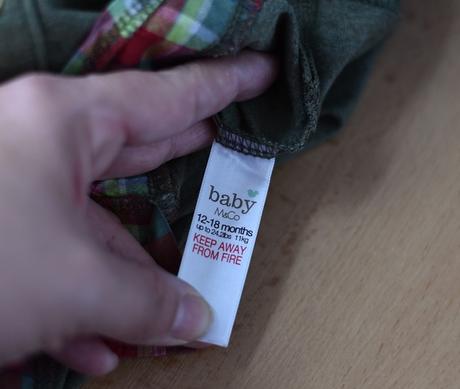 baby
M&Co
12-18 months
up to 24.2lbs 11kg
KEEP AWAY
FROM FIRE